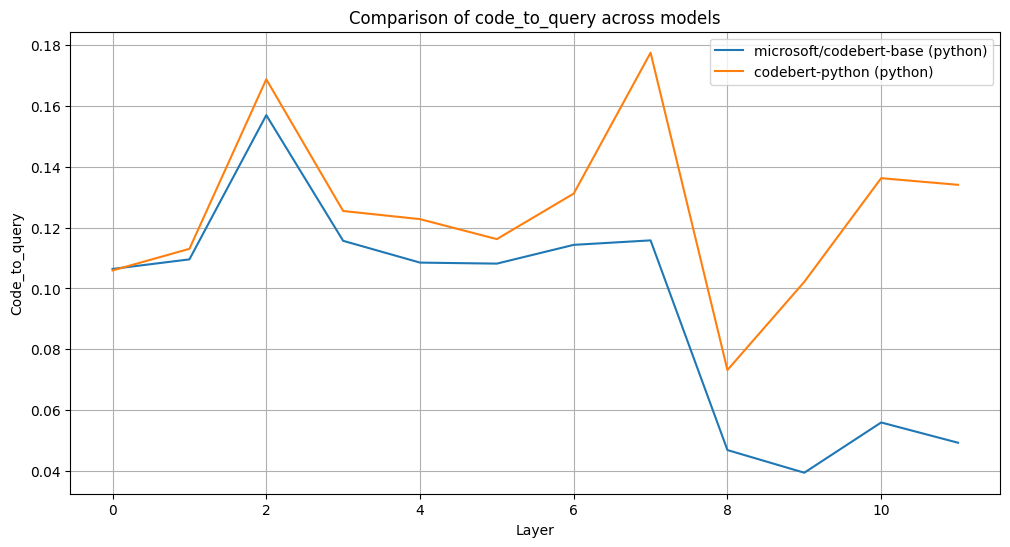 Comparison of code_to_query across models
microsoft/codebert-base (python)
codebert-python (python)
Code_to_query
0.18
0.16
0.14
0.12
0.10
0.08
0.06
0.04
0 2 4 6 8 10
Layer